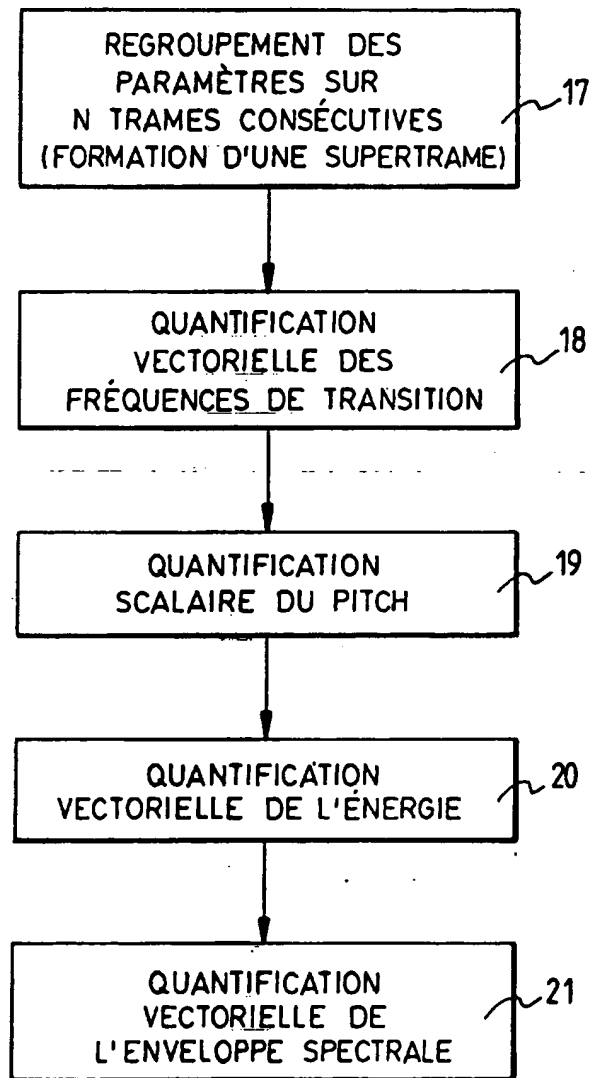 REGROUPEMENT DES
PARAMÈTRES SUR
N TRAMES CONSÉCUTIVES
(FORMATION D'UNE SUPERTRAME)
17
QUANTIFICATION
VECTORIELLE DES
FRÉQUENCES DE TRANSITION
18
QUANTIFICATION
SCALAIRE DU PITCH
19
QUANTIFICATION
VECTORIELLE DE L'ÉNERGIE
20
QUANTIFICATION
VECTORIELLE DE
L'ENVELOPPE SPECTRALE
21